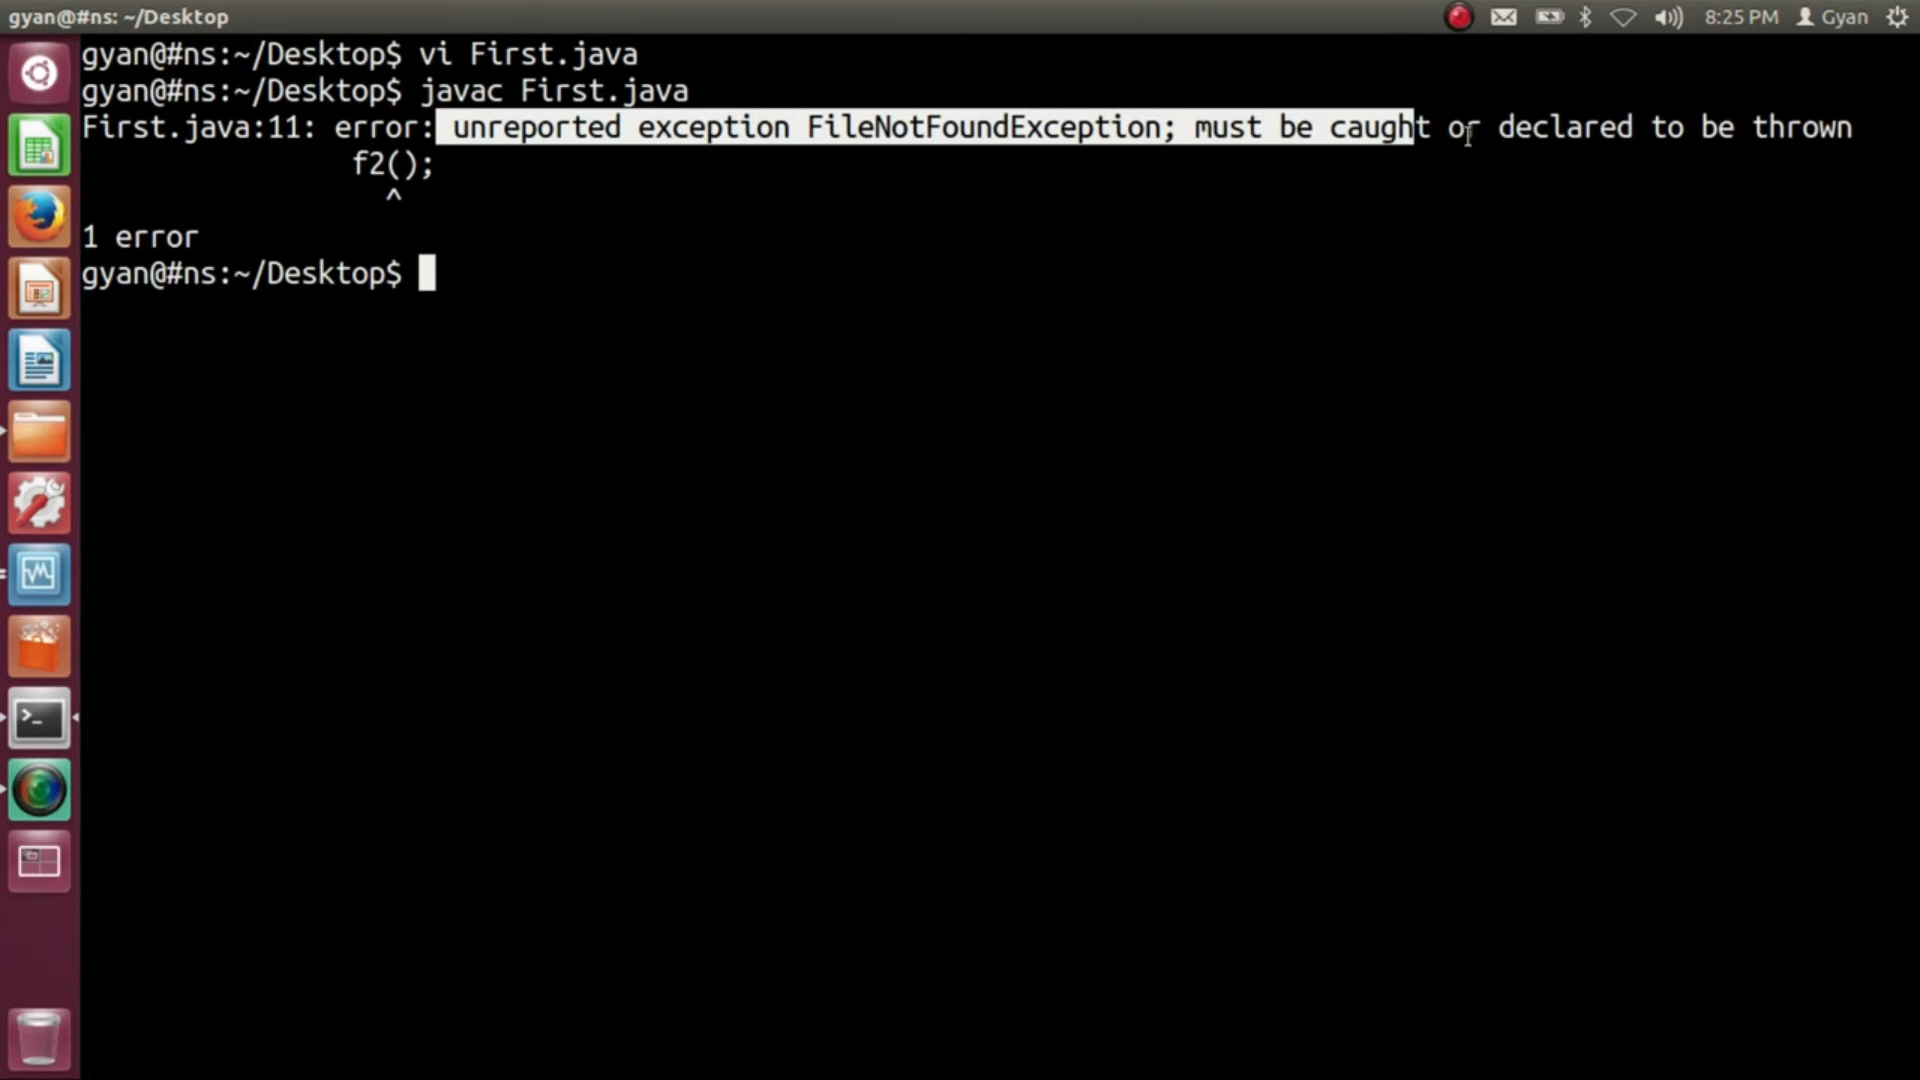 gyan@#ns: ~/Desktop
8:25 PM
Gyan
gyan@#ns:~/Desktop$ vi First.java
gyan@#ns:~/Desktop$ javac First.java
First.java:11: error: unreported exception FileNotFoundException; must be caught or declared to be thrown
f2();
^
1 error
gyan@#ns:~/Desktop$